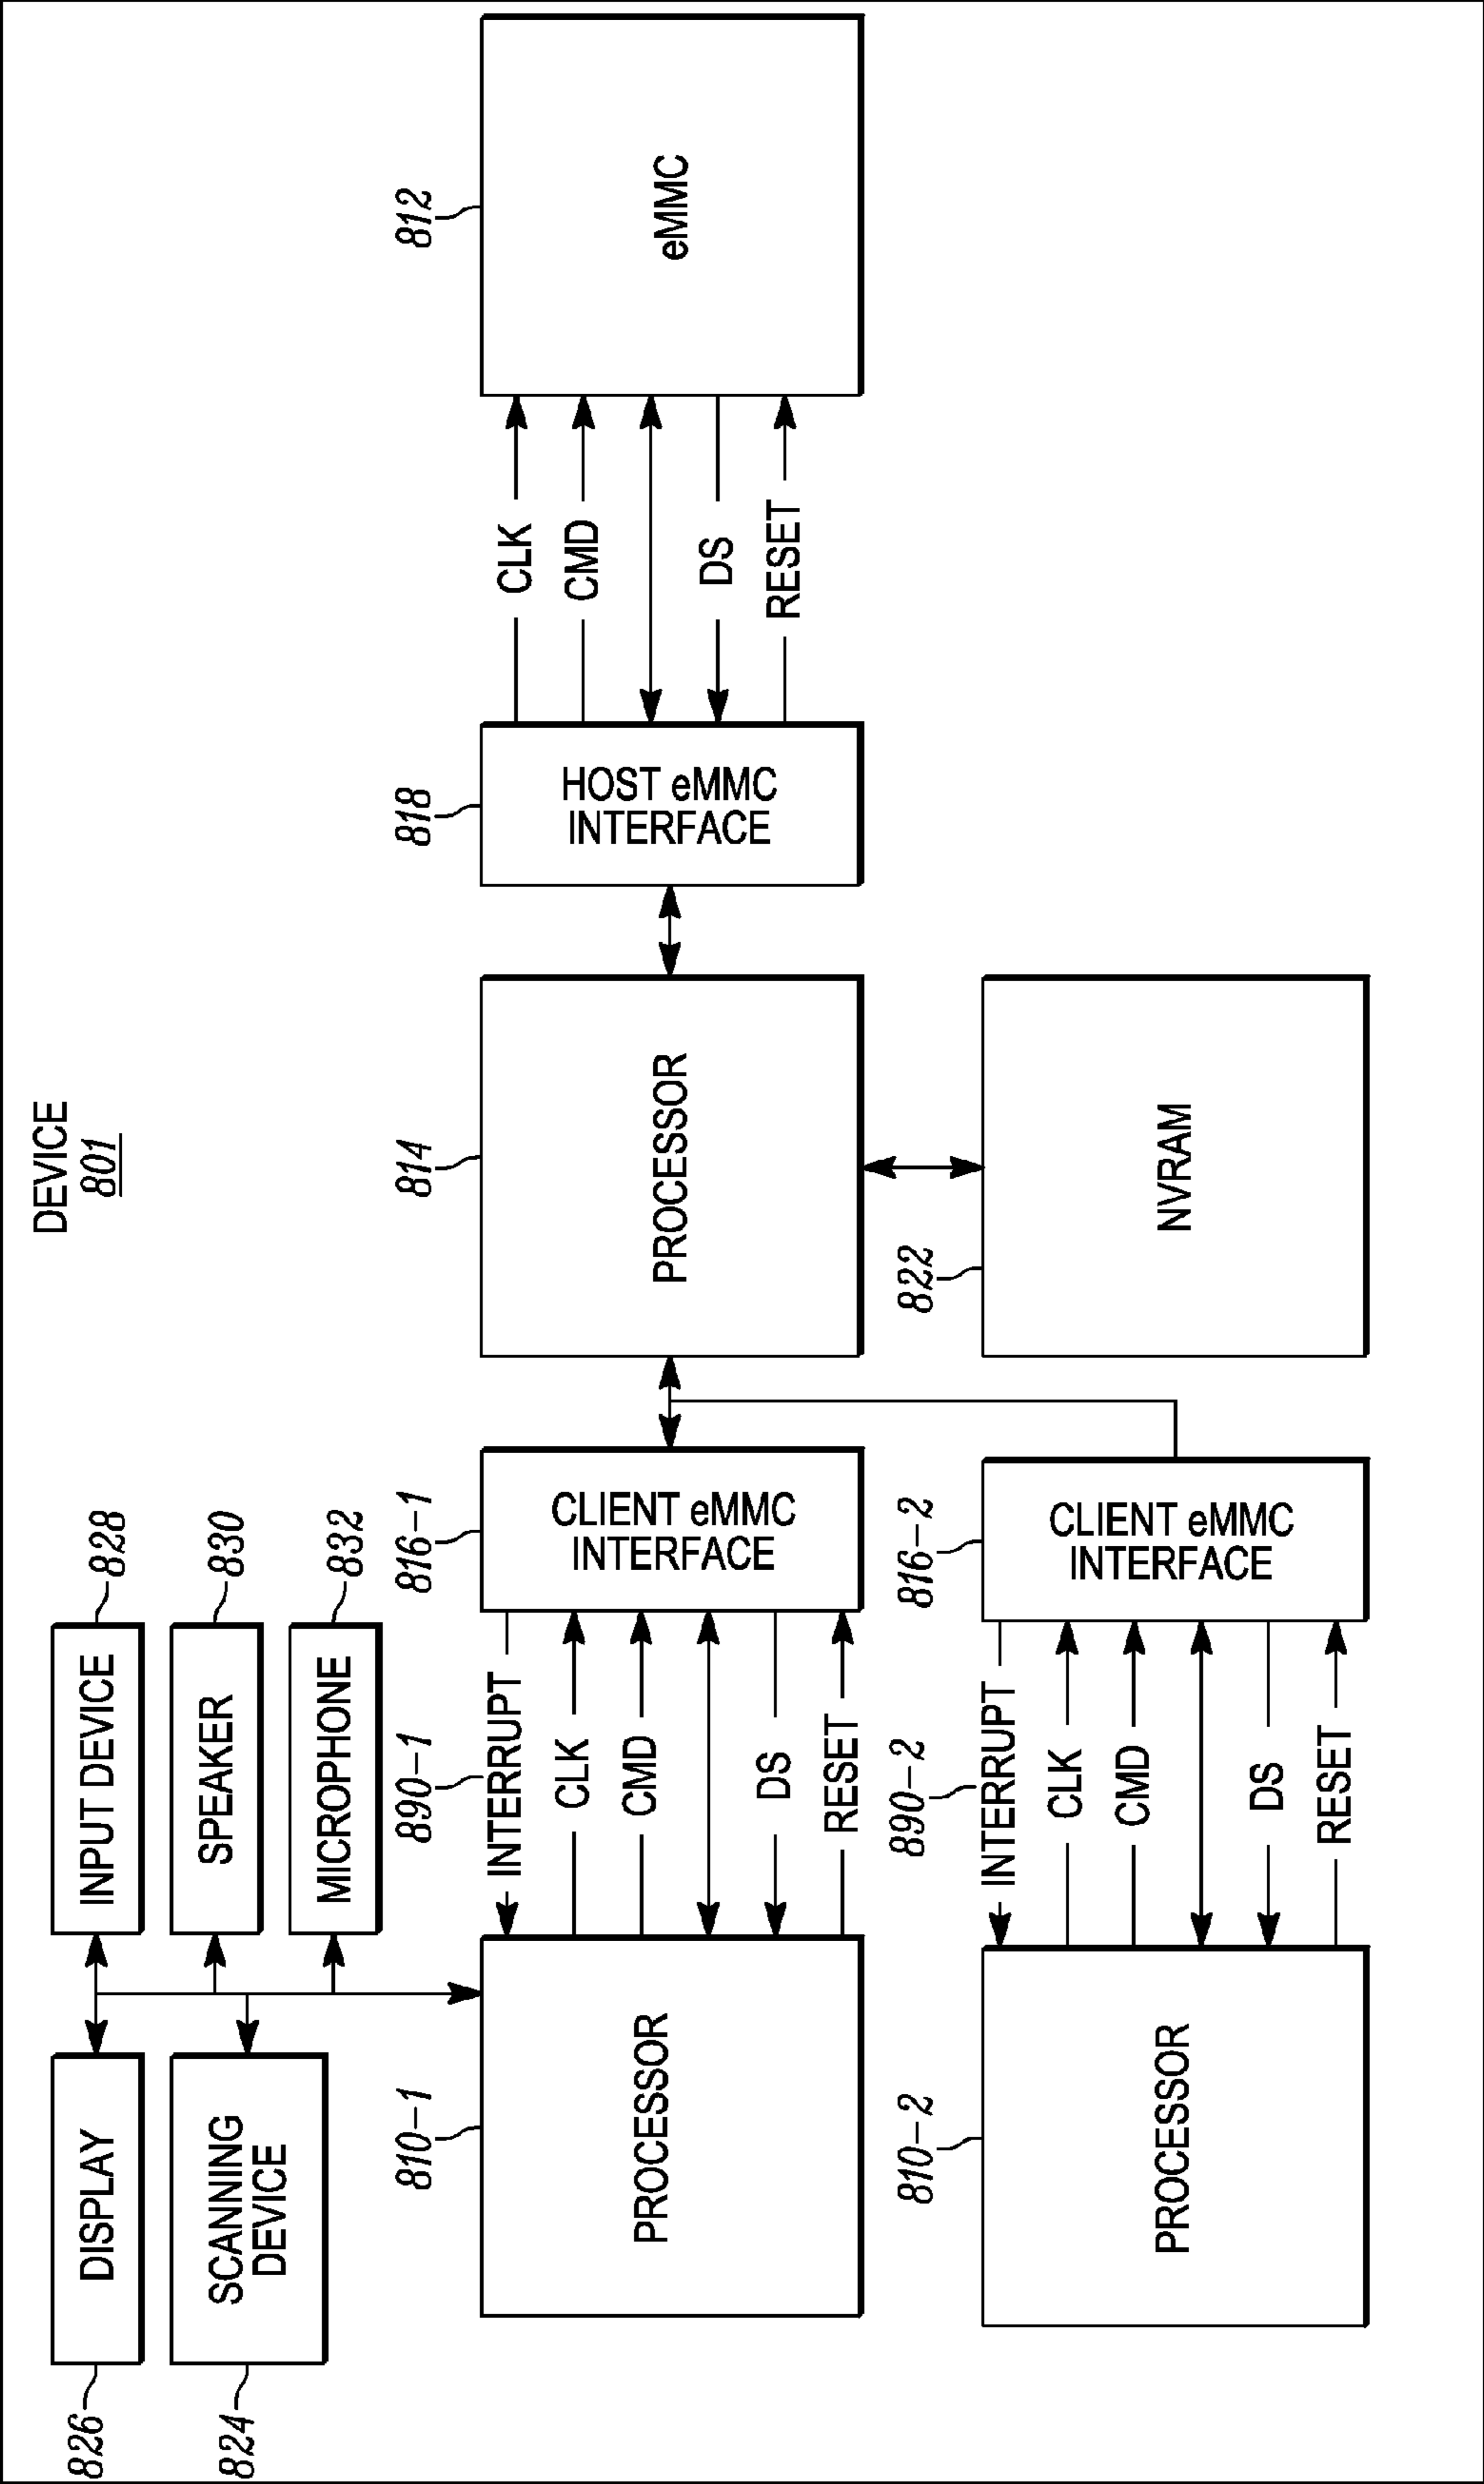 DEVICE
801
826
DISPLAY
INPUT DEVICE
828
824
SCANNING
DEVICE
SPEAKER
830
MICROPHONE
832
810-1
PROCESSOR
890-1
INTERRUPT
CLK
CMD
DS
RESET
816-1
CLIENT eMMC
INTERFACE
814
PROCESSOR
818
HOST eMMC
INTERFACE
CLK
CMD
DS
RESET
812
eMMC
810-2
PROCESSOR
890-2
INTERRUPT
CLK
CMD
DS
RESET
816-2
CLIENT eMMC
INTERFACE
822
NVRAM